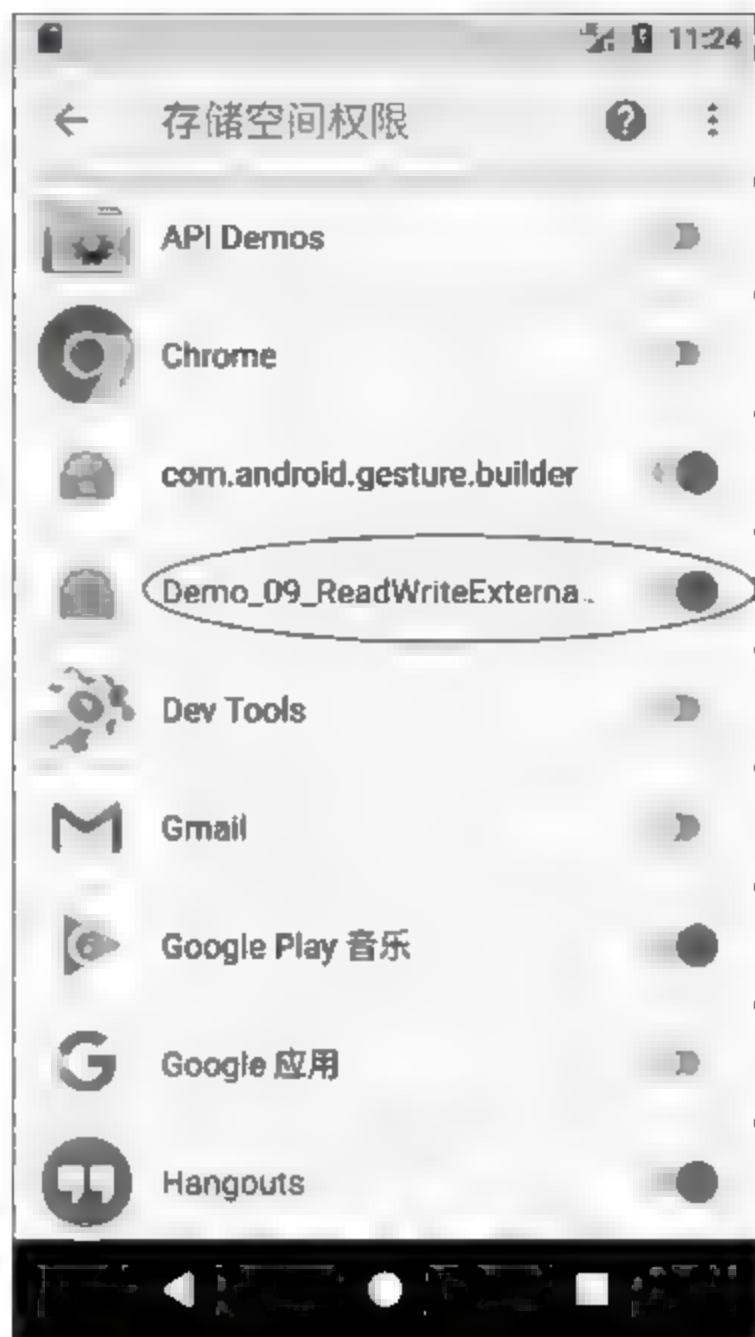 11:24
存储空间权限
API Demos
Chrome
com.android.gesture.builder
Demo_09_ReadWriteExterna..
Dev Tools
Gmail
Google Play 音乐
Google 应用
Hangouts